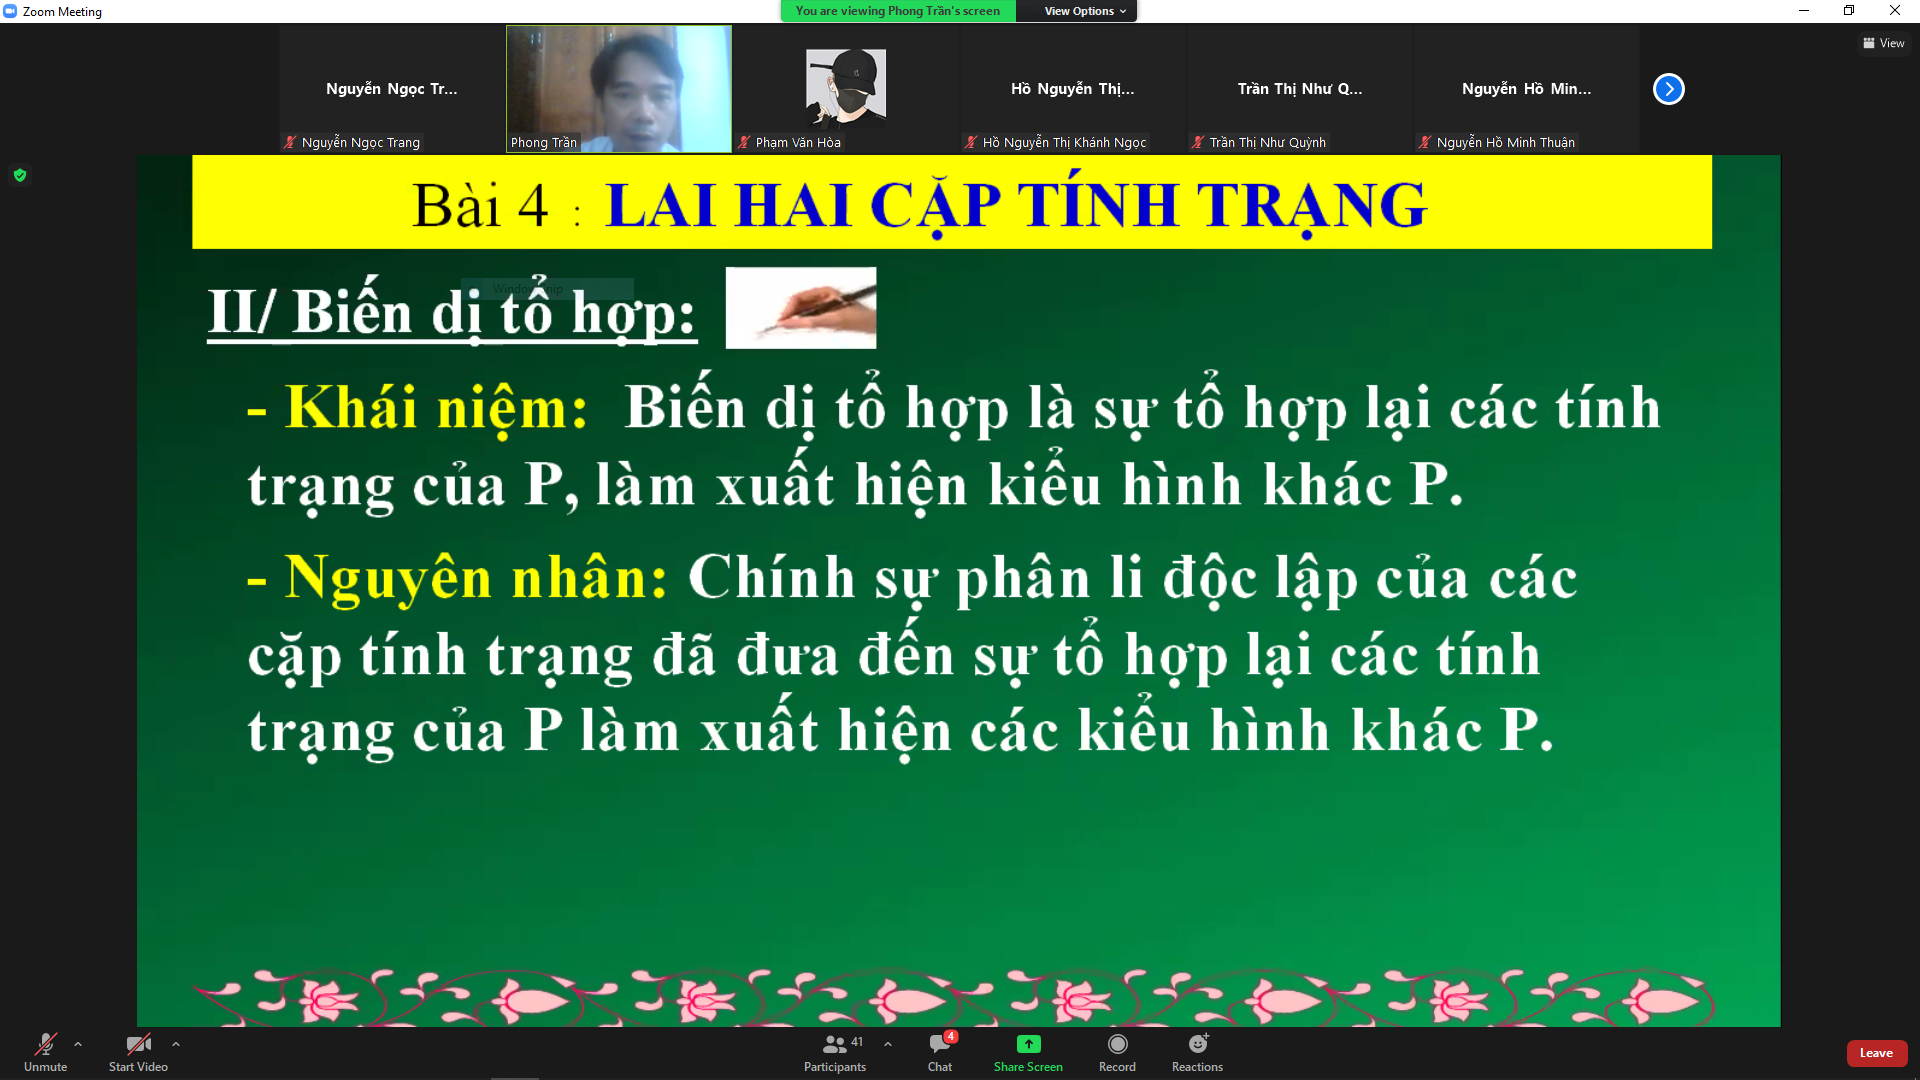 Zoom Meeting
You are viewing Phong Trần's screen
View Options
View
Nguyễn Ngọc Tr...
Hồ Nguyễn Thị...
Trần Thị Như Q...
Nguyễn Hồ Min...
Nguyễn Ngọc Trang
Phong Trần
Phạm Văn Hòa
Hồ Nguyễn Thị Khánh Ngọc
Trần Thị Như Quỳnh
Nguyễn Hồ Minh Thuận
Bài 4 : LAI HAI CẶP TÍNH TRẠNG
II/ Biến dị tổ hợp:
- Khái niệm: Biến dị tổ hợp là sự tổ hợp lại các tính
trạng của P, làm xuất hiện kiểu hình khác P.
- Nguyên nhân: Chính sự phân li độc lập của các
cặp tính trạng đã đưa đến sự tổ hợp lại các tính
trạng của P làm xuất hiện các kiểu hình khác P.
Unmute
Start Video
Participants
41
Chat
4
Share Screen
Record
Reactions
Leave